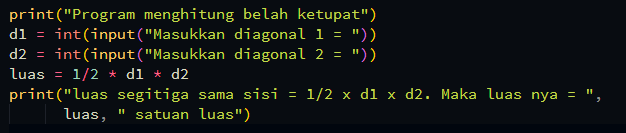 print("Program menghitung belah ketupat")
d1 = int(input("Masukkan diagonal 1 = "))
d2 = int(input("Masukkan diagonal 2 = "))
luas = 1/2 * d1 * d2
print("luas segitiga sama sisi = 1/2 x d1 x d2. Maka luas nya = ",
      luas, " satuan luas")